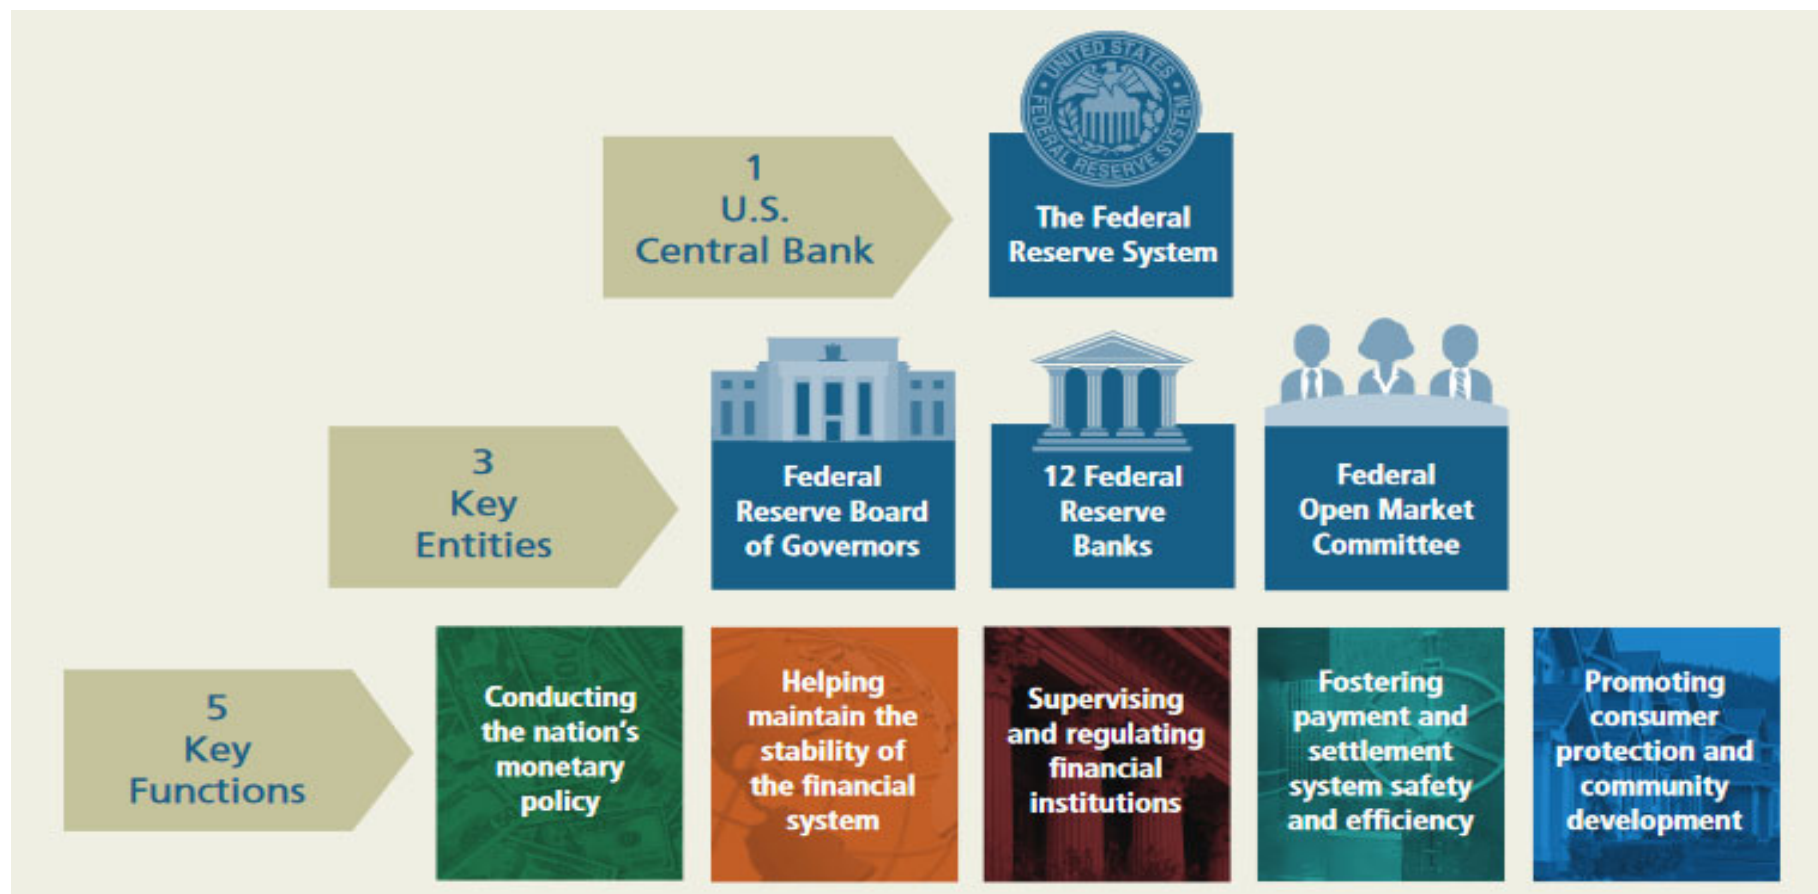 UNITED STATES
FEDERAL RESERVE SYSTEM
1
U.S.
Central Bank
The Federal
Reserve System
3
Key
Entities
Federal
Reserve Board
of Governors
12 Federal
Reserve
Banks
Federal
Open Market
Committee
5
Key
Functions
Conducting
the nation’s
monetary
policy
Helping
maintain the
stability of
the financial
system
Supervising
and regulating
financial
institutions
Fostering
payment and
settlement
system safety
and efficiency
Promoting
consumer
protection and
community
development